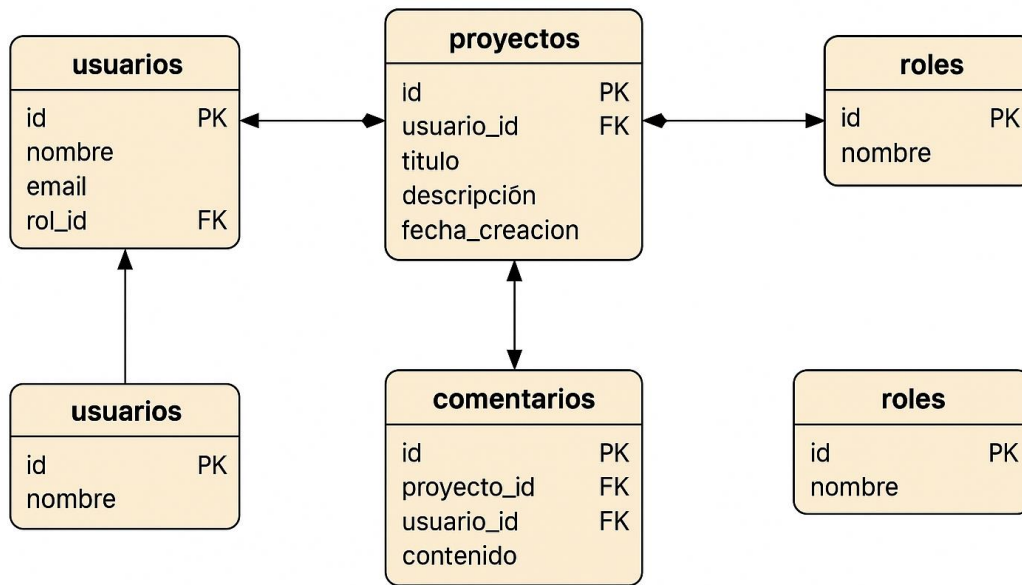 usuarios
id PK
nombre
email
rol_id FK
proyectos
id PK
usuario_id FK
titulo
descripción
fecha_creacion
roles
id PK
nombre
usuarios
id PK
nombre
comentarios
id PK
proyecto_id FK
usuario_id FK
contenido
roles
id PK
nombre